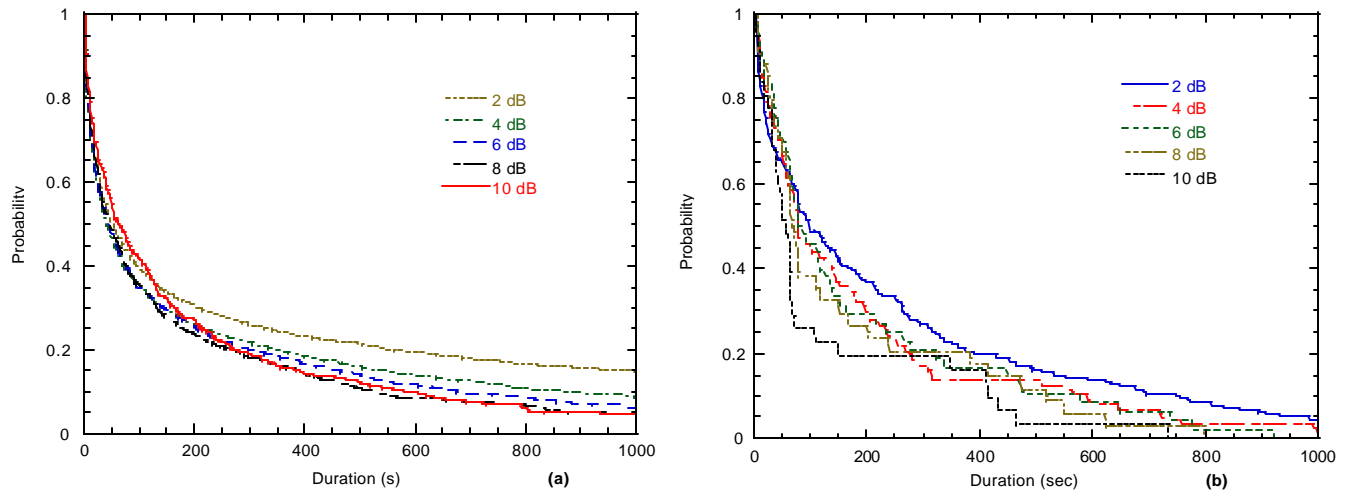 1
0.8
0.6
0.4
0.2
0
Probability
0 200 400 600 800 1000
Duration (s)
(a)
2 dB
4 dB
6 dB
8 dB
10 dB
1
0.8
0.6
0.4
0.2
0
Probability
0 200 400 600 800 1000
Duration (sec)
(b)
2 dB
4 dB
6 dB
8 dB
10 dB